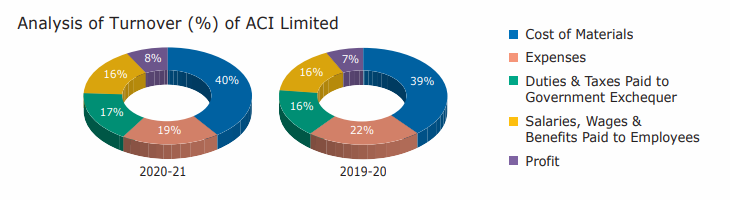 Analysis of Turnover (%) of ACI Limited
8%
40%
19%
17%
16%
2020-21
7%
39%
22%
16%
16%
2019-20
Cost of Materials
Expenses
Duties & Taxes Paid to
Government Exchequer
Salaries, Wages &
Benefits Paid to Employees
Profit